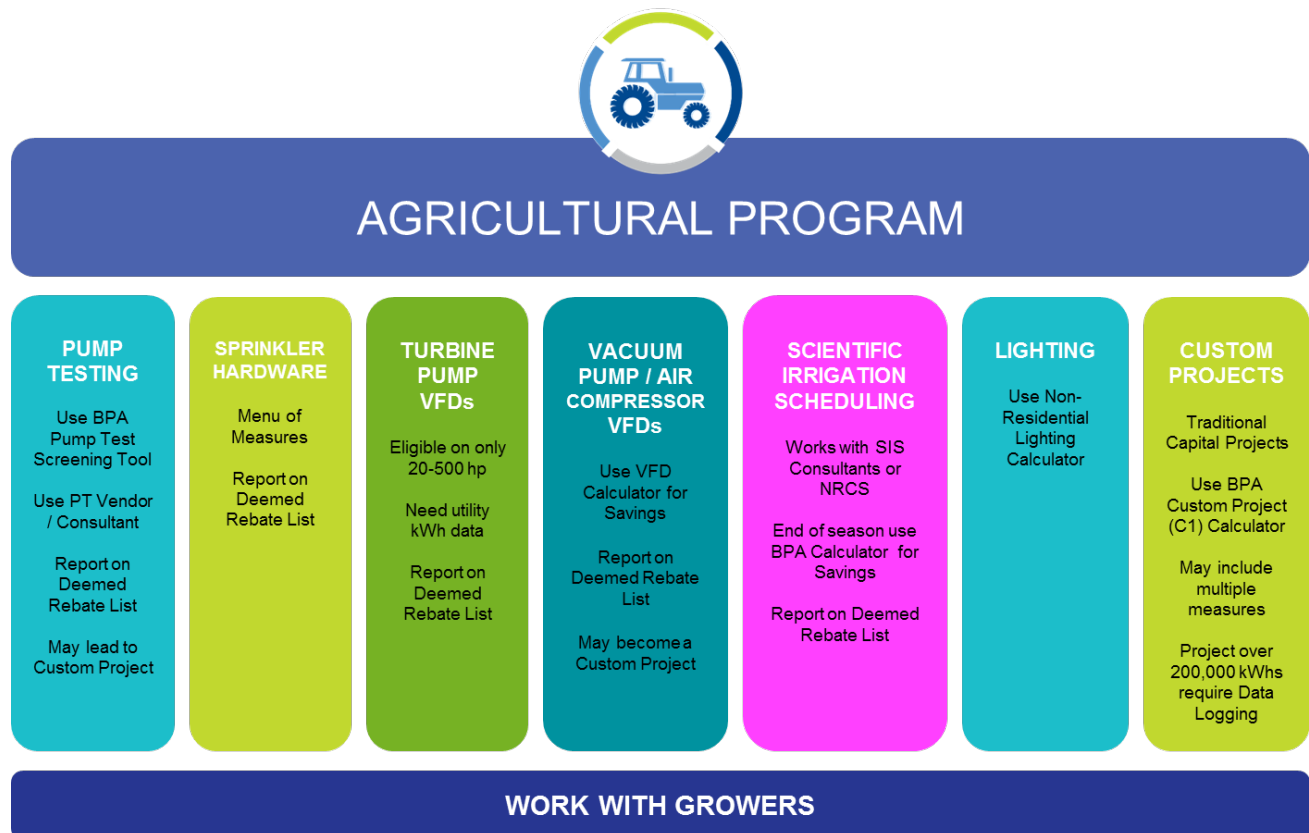 AGRICULTURAL PROGRAM
PUMP
TESTING
Use BPA
Pump Test
Screening Tool
Use PT Vendor
/ Consultant
Report on
Deemed
Rebate List
May lead to
Custom Project
SPRINKLER
HARDWARE
Menu of
Measures
Report on
Deemed
Rebate List
TURBINE
PUMP
VFDs
Eligible on only
20-500 hp
Need utility
kWh data
Report on
Deemed
Rebate List
VACUUM
PUMP / AIR
COMPRESSOR
VFDs
Use VFD
Calculator for
Savings
Report on
Deemed Rebate
List
May become a
Custom Project
SCIENTIFIC
IRRIGATION
SCHEDULING
Works with SIS
Consultants or
NRCS
End of season use
BPA Calculator for
Savings
Report on Deemed
Rebate List
LIGHTING
Use Non-
Residential
Lighting
Calculator
CUSTOM
PROJECTS
Traditional
Capital Projects
Use BPA
Custom Project
(C1) Calculator
May include
multiple
measures
Project over
200,000 kWhs
require Data
Logging
WORK WITH GROWERS